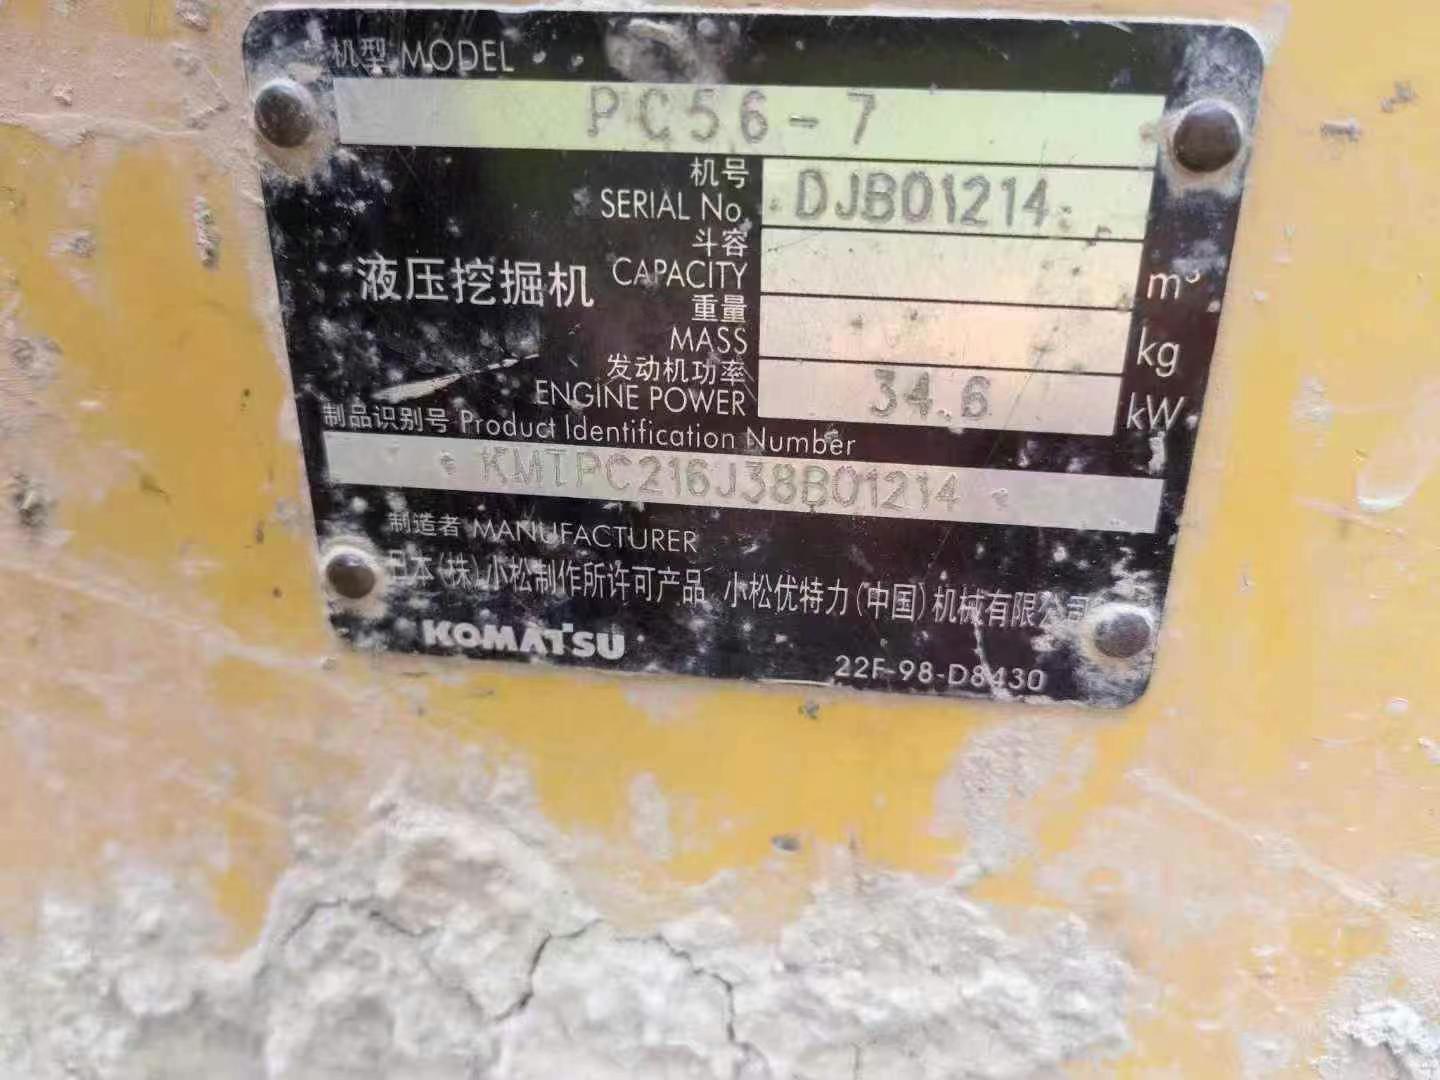 机型 MODEL
PC56-7
机号
SERIAL No.
DJB01214
斗容
CAPACITY
m³
液压挖掘机
重量
MASS
kg
发动机功率
ENGINE POWER
34.6
kW
制品识别号 Product Identification Number
KMTPC216J38B01214
制造者 MANUFACTURER
日本(株)小松制作所许可产品 小松优特力(中国)机械有限公司
KOMATSU
22F-98-D8430